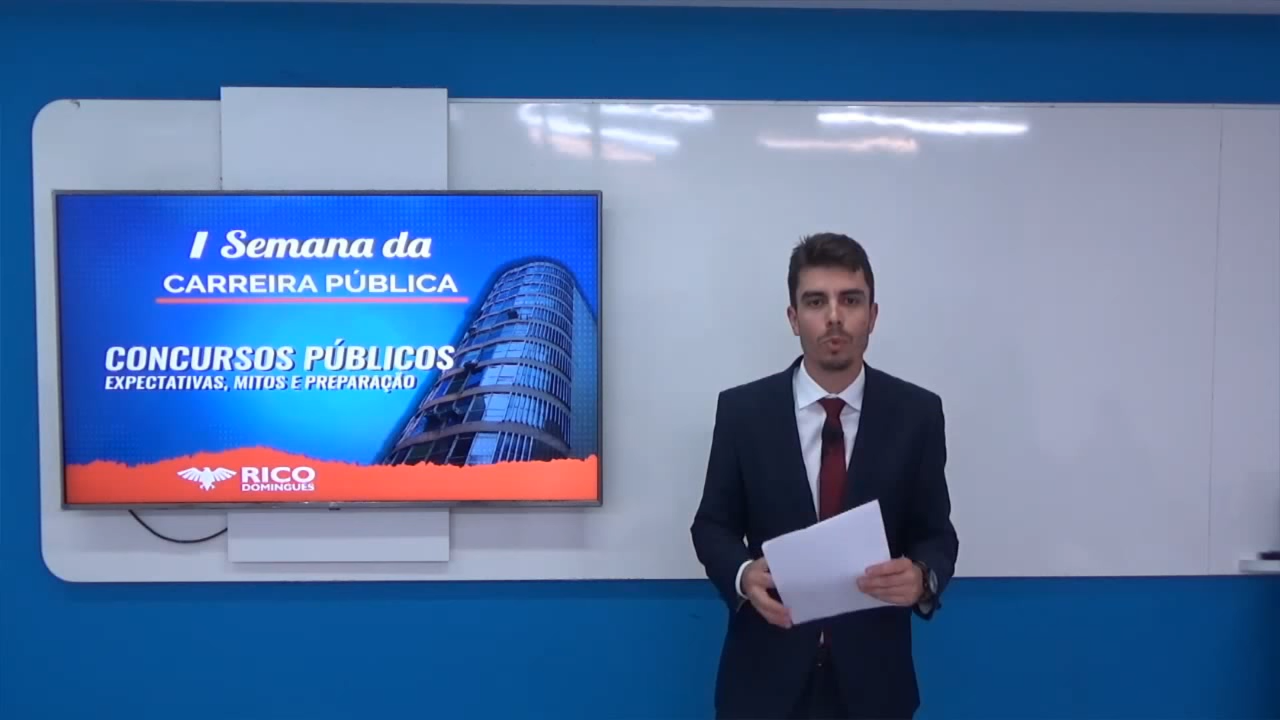 I Semana da
CARREIRA PÚBLICA
CONCURSOS PÚBLICOS
EXPECTATIVAS, MITOS E PREPARAÇÃO
RICO
DOMINGUES